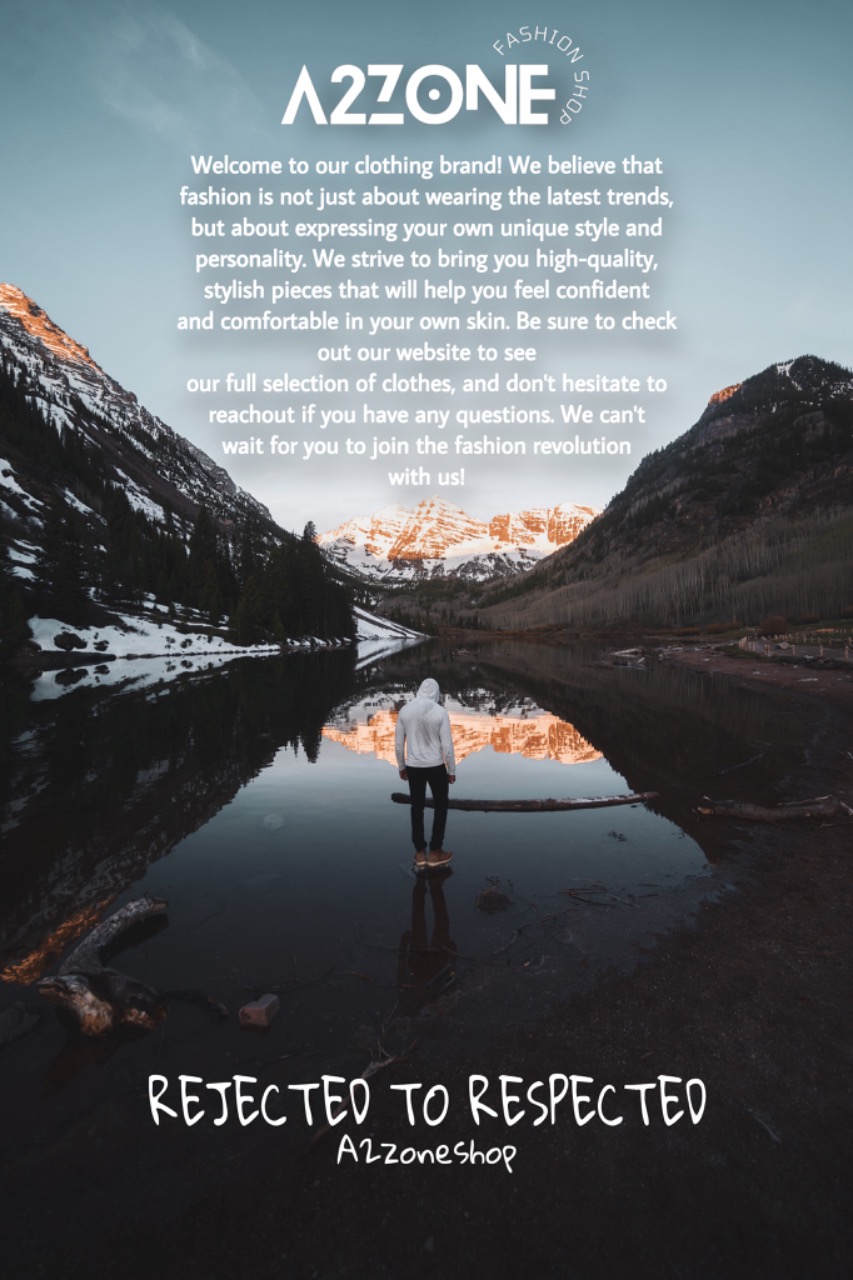 FASHION SHOP
A2ZONE
Welcome to our clothing brand! We believe that
fashion is not just about wearing the latest trends,
but about expressing your own unique style and
personality. We strive to bring you high-quality,
stylish pieces that will help you feel confident
and comfortable in your own skin. Be sure to check
out our website to see
our full selection of clothes, and don't hesitate to
reachout if you have any questions. We can't
wait for you to join the fashion revolution
with us!
REJECTED TO RESPECTED
A2zoneshop